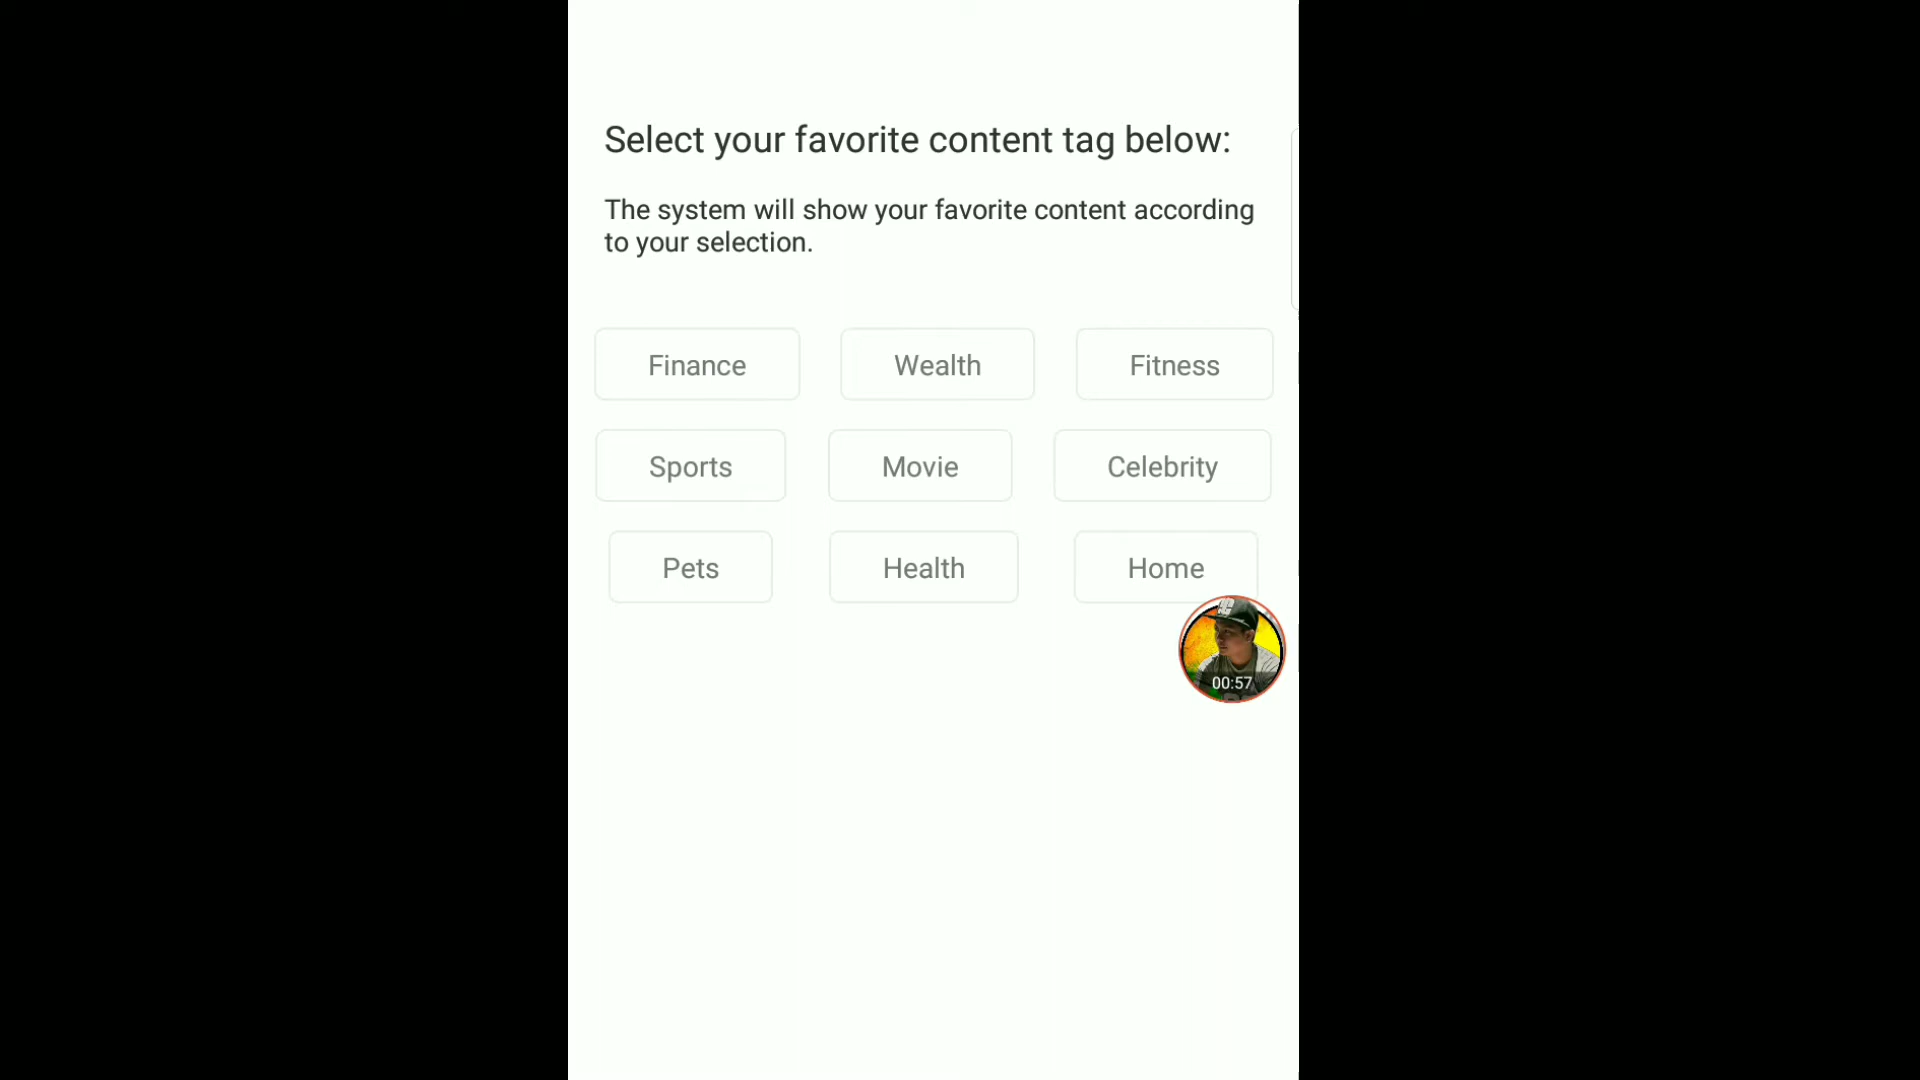 Select your favorite content tag below:
The system will show your favorite content according
to your selection.
Finance Wealth Fitness
Sports Movie Celebrity
Pets Health Home
00:57